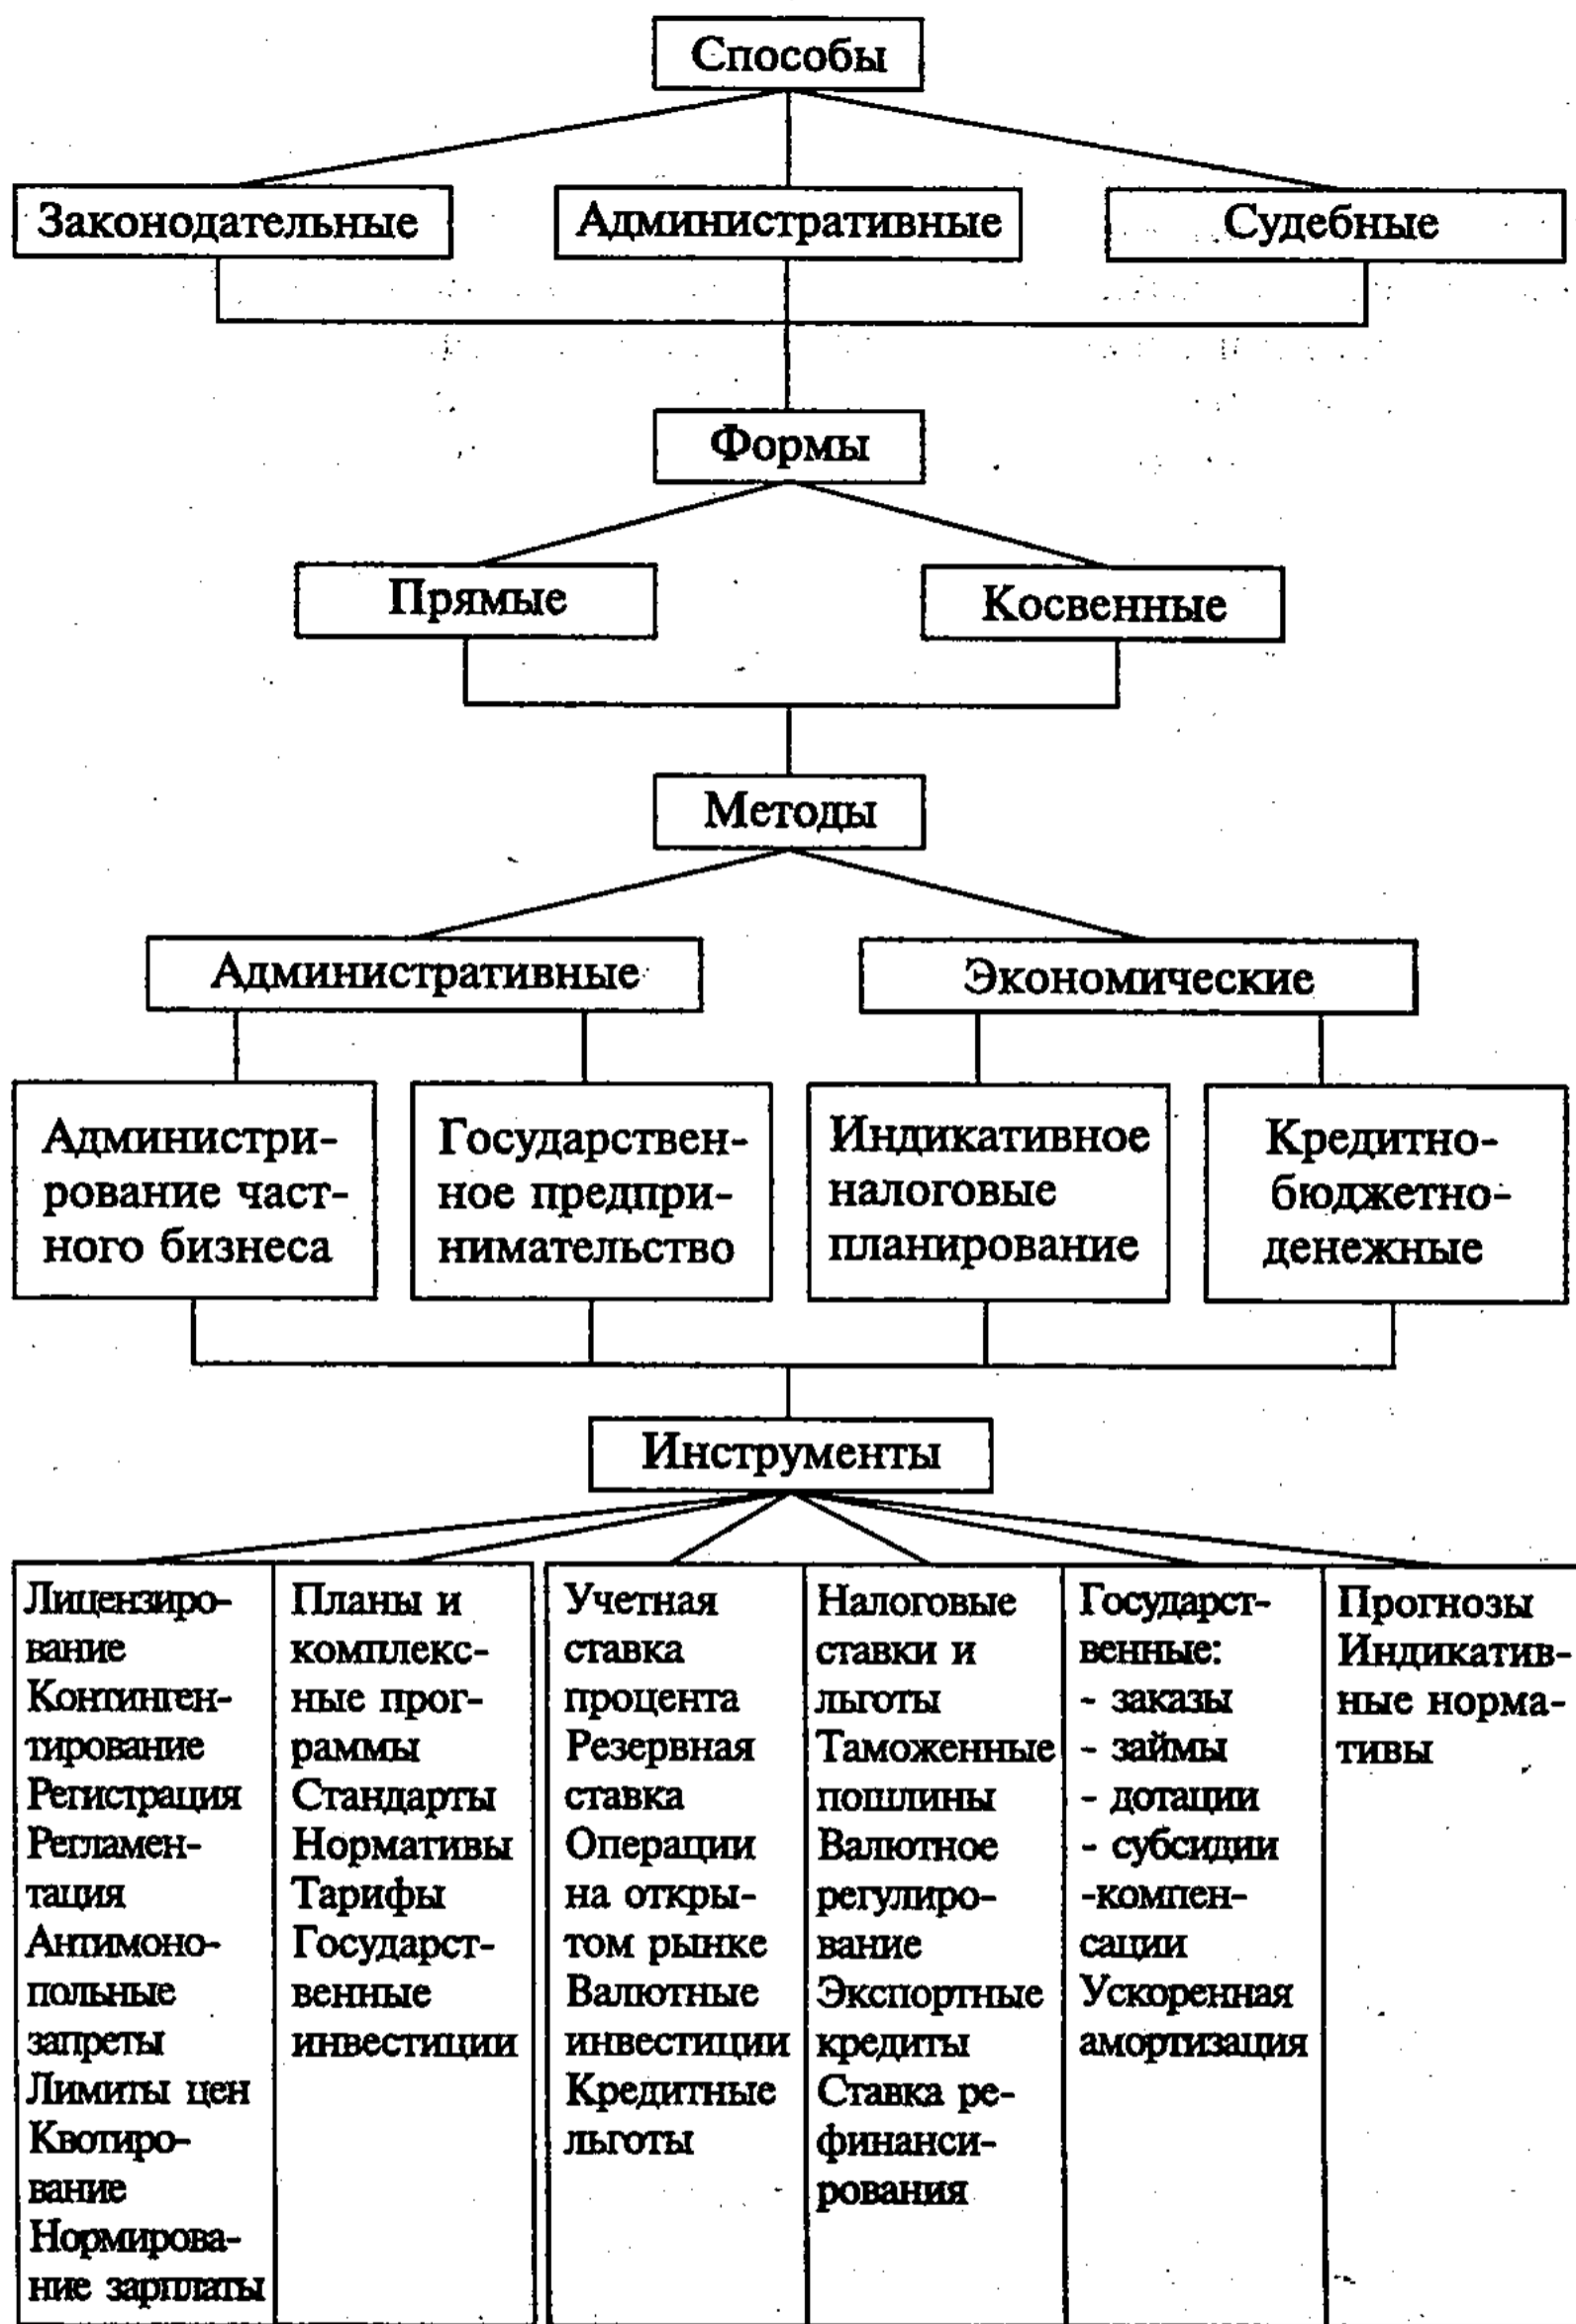 Способы
Законодательные
Административные
Судебные
Формы
Прямые
Косвенные
Методы
Административные
Экономические
Администри-
рование част-
ного бизнеса
Государствен-
ное предпри-
нимательство
Индикативное
налоговые
планирование
Кредитно-
бюджетно-
денежные
Инструменты
Лицензиро-
вание
Континген-
тирование
Регистрация
Регламен-
тация
Антимоно-
польные
запреты
Лимиты цен
Квотиро-
вание
Нормирова-
ние зарплаты
Планы и
комплекс-
ные прог-
раммы
Стандарты
Нормативы
Тарифы
Государст-
венные
инвестиции
Учетная
ставка
процента
Резервная
ставка
Операции
на откры-
том рынке
Валютные
инвестиции
Кредитные
льготы
Налоговые
ставки и
льготы
Таможенные
пошлины
Валютное
регулиро-
вание
Экспортные
кредиты
Ставка ре-
финанси-
рования
Государст-
венные:
- заказы
- займы
- дотации
- субсидии
-компен-
сации
Ускоренная
амортизация
Прогнозы
Индикатив-
ные норма-
тивы